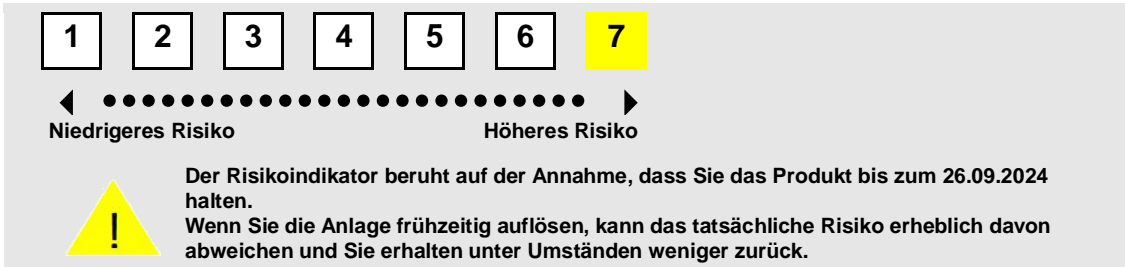 1 2 3 4 5 6 7
Niedrigeres Risiko Höheres Risiko
Der Risikoindikator beruht auf der Annahme, dass Sie das Produkt bis zum 26.09.2024
halten.
Wenn Sie die Anlage frühzeitig auflösen, kann das tatsächliche Risiko erheblich davon
abweichen und Sie erhalten unter Umständen weniger zurück.
!